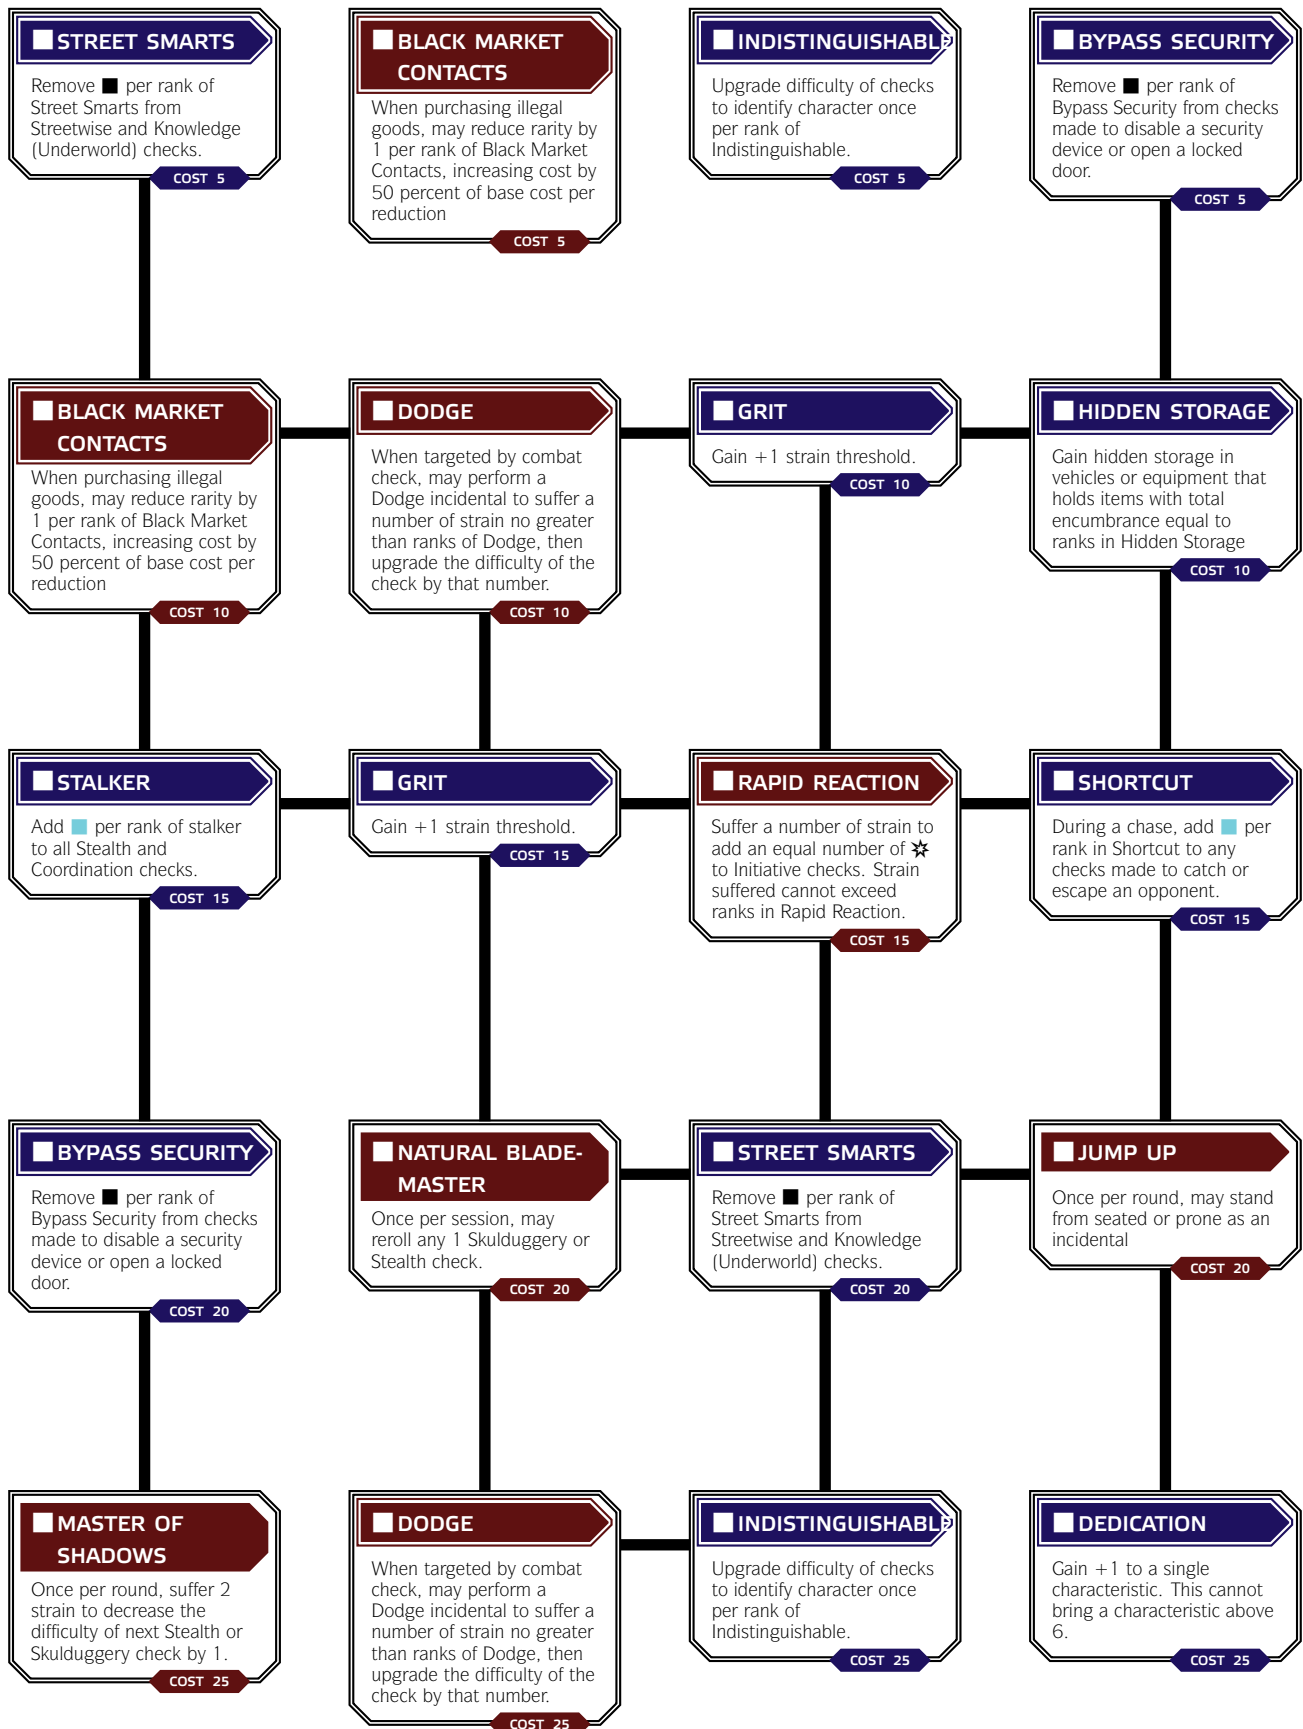 STREET SMARTS
Remove per rank of
Street Smarts from
Streetwise and Knowledge
(Underworld) checks.
COST 5
BLACK MARKET
CONTACTS
When purchasing illegal
goods, may reduce rarity by
1 per rank of Black Market
Contacts, increasing cost by
50 percent of base cost per
reduction
COST 5
INDISTINGUISHABLE
Upgrade difficulty of checks
to identify character once
per rank of
Indistinguishable.
COST 5
BYPASS SECURITY
Remove per rank of
Bypass Security from checks
made to disable a security
device or open a locked
door.
COST 5
BLACK MARKET
CONTACTS
When purchasing illegal
goods, may reduce rarity by
1 per rank of Black Market
Contacts, increasing cost by
50 percent of base cost per
reduction
COST 10
DODGE
When targeted by combat
check, may perform a
Dodge incidental to suffer a
number of strain no greater
than ranks of Dodge, then
upgrade the difficulty of the
check by that number.
COST 10
GRIT
Gain +1 strain threshold.
COST 10
HIDDEN STORAGE
Gain hidden storage in
vehicles or equipment that
holds items with total
encumbrance equal to
ranks in Hidden Storage
COST 10
STALKER
Add per rank of stalker
to all Stealth and
Coordination checks.
COST 15
GRIT
Gain +1 strain threshold.
COST 15
RAPID REACTION
Suffer a number of strain to
add an equal number of
to Initiative checks. Strain
suffered cannot exceed
ranks in Rapid Reaction.
COST 15
SHORTCUT
During a chase, add per
rank in Shortcut to any
checks made to catch or
escape an opponent.
COST 15
BYPASS SECURITY
Remove per rank of
Bypass Security from checks
made to disable a security
device or open a locked
door.
COST 20
NATURAL BLADE-
MASTER
Once per session, may
reroll any 1 Skulduggery or
Stealth check.
COST 20
STREET SMARTS
Remove per rank of
Street Smarts from
Streetwise and Knowledge
(Underworld) checks.
COST 20
JUMP UP
Once per round, may stand
from seated or prone as an
incidental
COST 20
MASTER OF
SHADOWS
Once per round, suffer 2
strain to decrease the
difficulty of next Stealth or
Skulduggery check by 1.
COST 25
DODGE
When targeted by combat
check, may perform a
Dodge incidental to suffer a
number of strain no greater
than ranks of Dodge, then
upgrade the difficulty of the
check by that number.
COST 25
INDISTINGUISHABLE
Upgrade difficulty of checks
to identify character once
per rank of
Indistinguishable.
COST 25
DEDICATION
Gain +1 to a single
characteristic. This cannot
bring a characteristic above
6.
COST 25